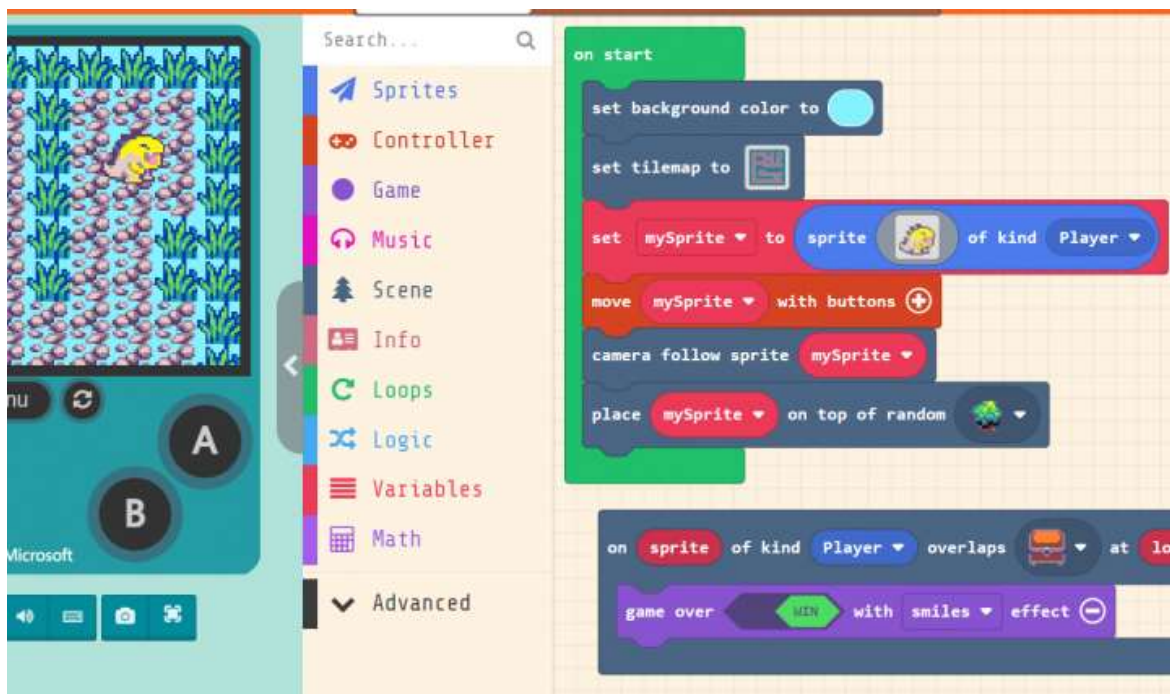 Search...
Sprites
Controller
Game
Music
Scene
Info
Loops
Logic
Variables
Math
Advanced
nu
A
B
Microsoft
on start
set background color to
set tilemap to
set mySprite to sprite of kind Player
move mySprite with buttons
camera follow sprite mySprite
place mySprite on top of random
on sprite of kind Player overlaps at lo
game over WIN with smiles effect